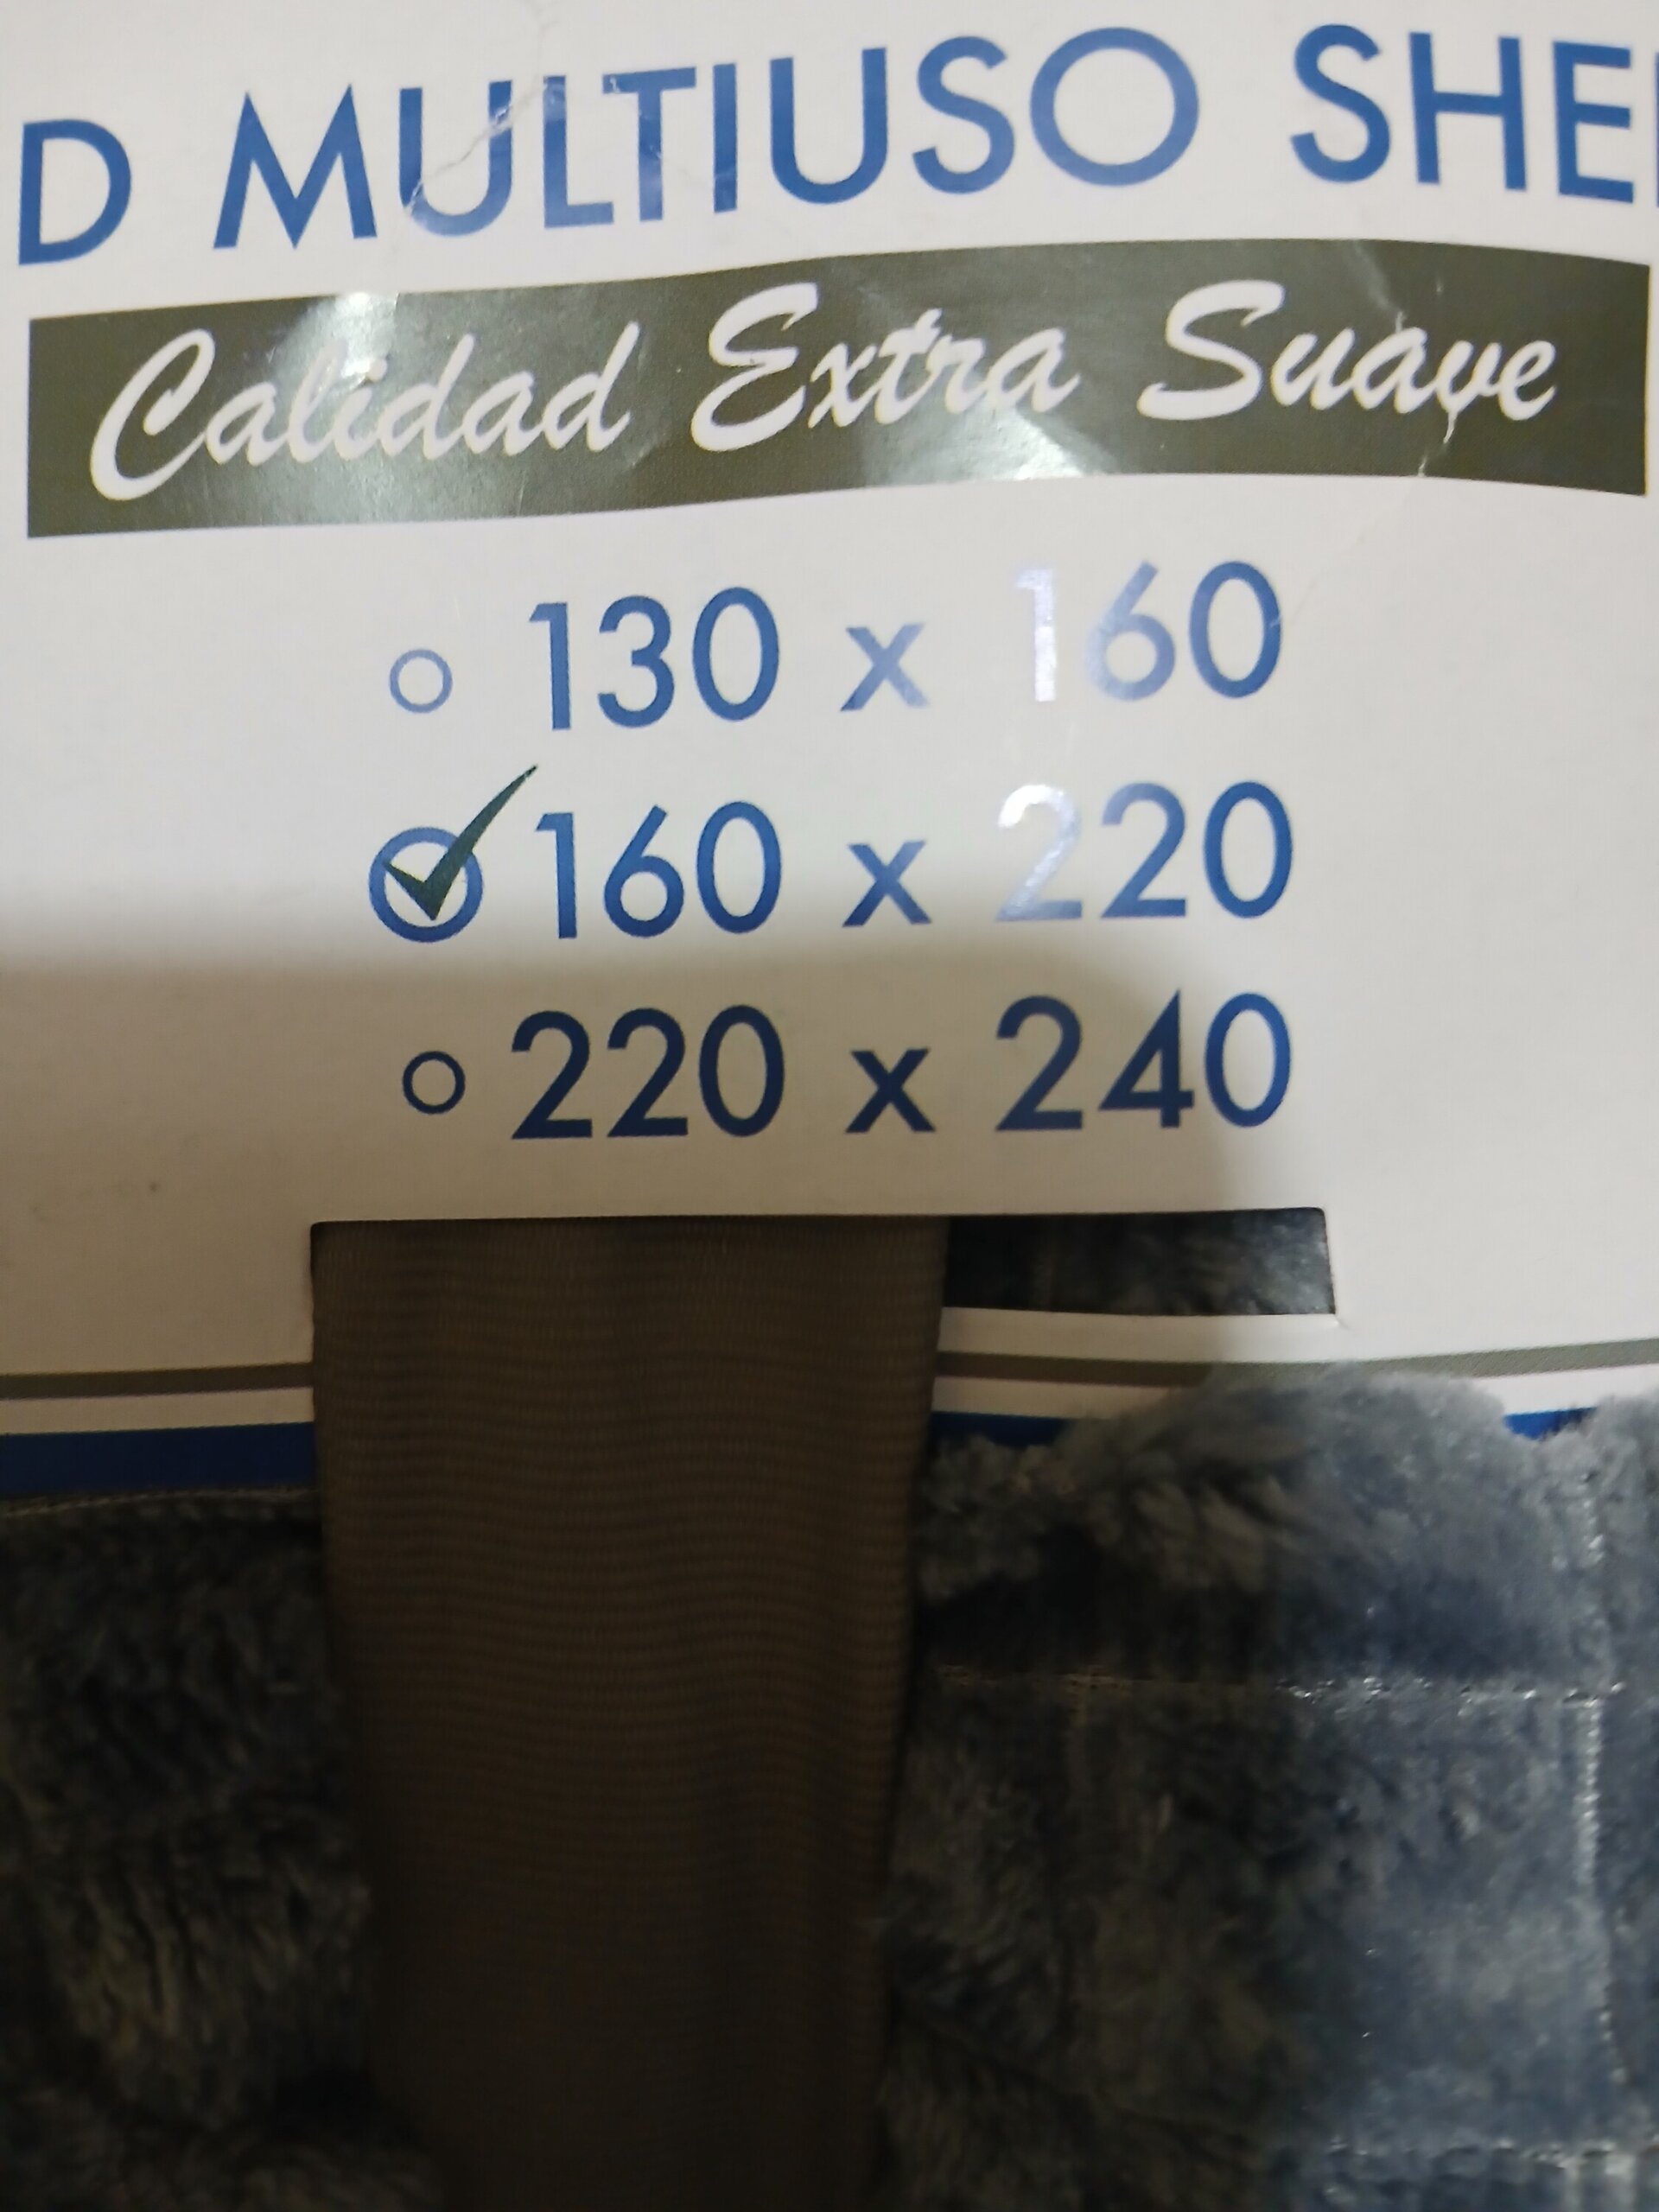 D MULTIUSO SHE
Calidad Extra Suave
130 x 160
160 x 220
220 x 240